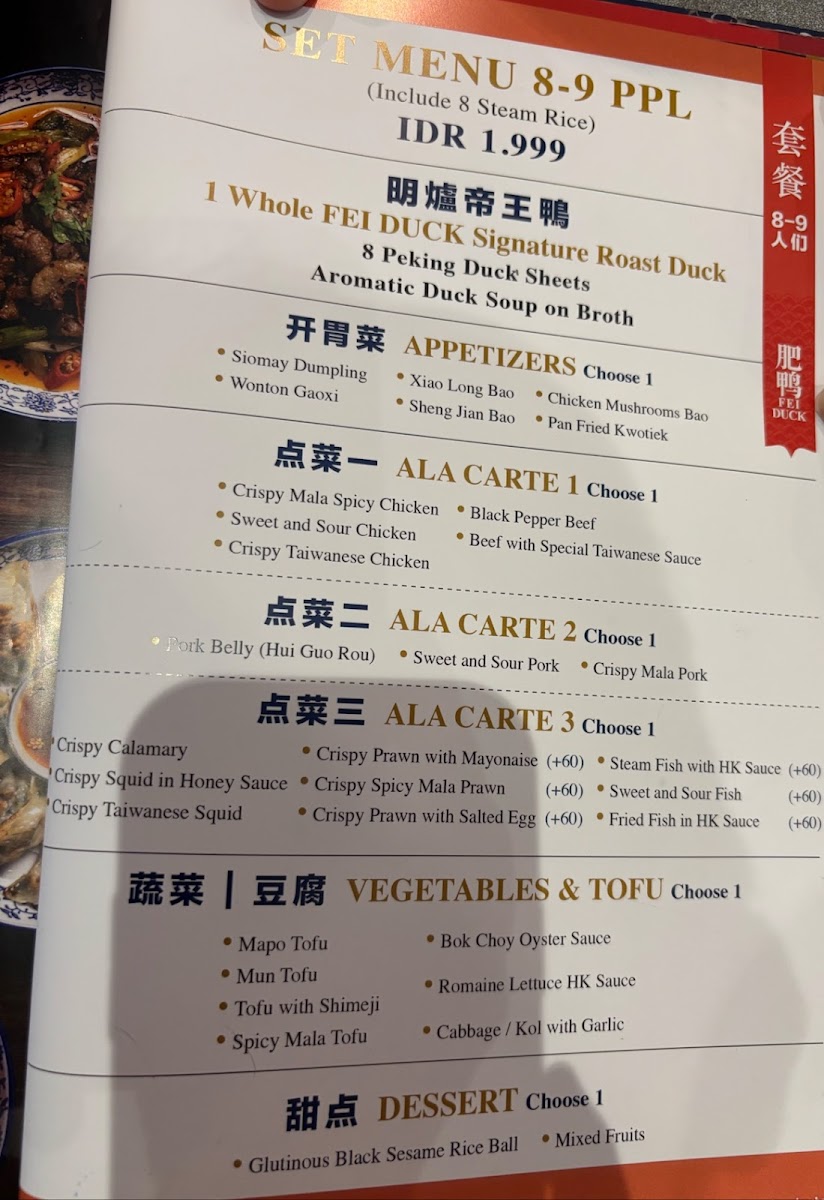 SET MENU 8-9 PPL
(Include 8 Steam Rice)
IDR 1.999
明爐帝王鴨
1 Whole FEI DUCK Signature Roast Duck
8 Peking Duck Sheets
Aromatic Duck Soup on Broth
开胃菜 APPETIZERS Choose 1
• Siomay Dumpling • Xiao Long Bao • Chicken Mushrooms Bao
• Wonton Gaoxi • Sheng Jian Bao • Pan Fried Kwotiek
点菜一 ALA CARTE 1 Choose 1
• Crispy Mala Spicy Chicken • Black Pepper Beef
• Sweet and Sour Chicken • Beef with Special Taiwanese Sauce
• Crispy Taiwanese Chicken
点菜二 ALA CARTE 2 Choose 1
• Pork Belly (Hui Guo Rou) • Sweet and Sour Pork • Crispy Mala Pork
点菜三 ALA CARTE 3 Choose 1
• Crispy Calamary • Crispy Prawn with Mayonaise (+60) • Steam Fish with HK Sauce (+60)
• Crispy Squid in Honey Sauce • Crispy Spicy Mala Prawn (+60) • Sweet and Sour Fish (+60)
• Crispy Taiwanese Squid • Crispy Prawn with Salted Egg (+60) • Fried Fish in HK Sauce (+60)
蔬菜 | 豆腐 VEGETABLES & TOFU Choose 1
• Mapo Tofu • Bok Choy Oyster Sauce
• Mun Tofu • Romaine Lettuce HK Sauce
• Tofu with Shimeji • Cabbage / Kol with Garlic
• Spicy Mala Tofu
甜点 DESSERT Choose 1
• Glutinous Black Sesame Rice Ball • Mixed Fruits
套餐
8-9
人们
肥鸭
FEI
DUCK